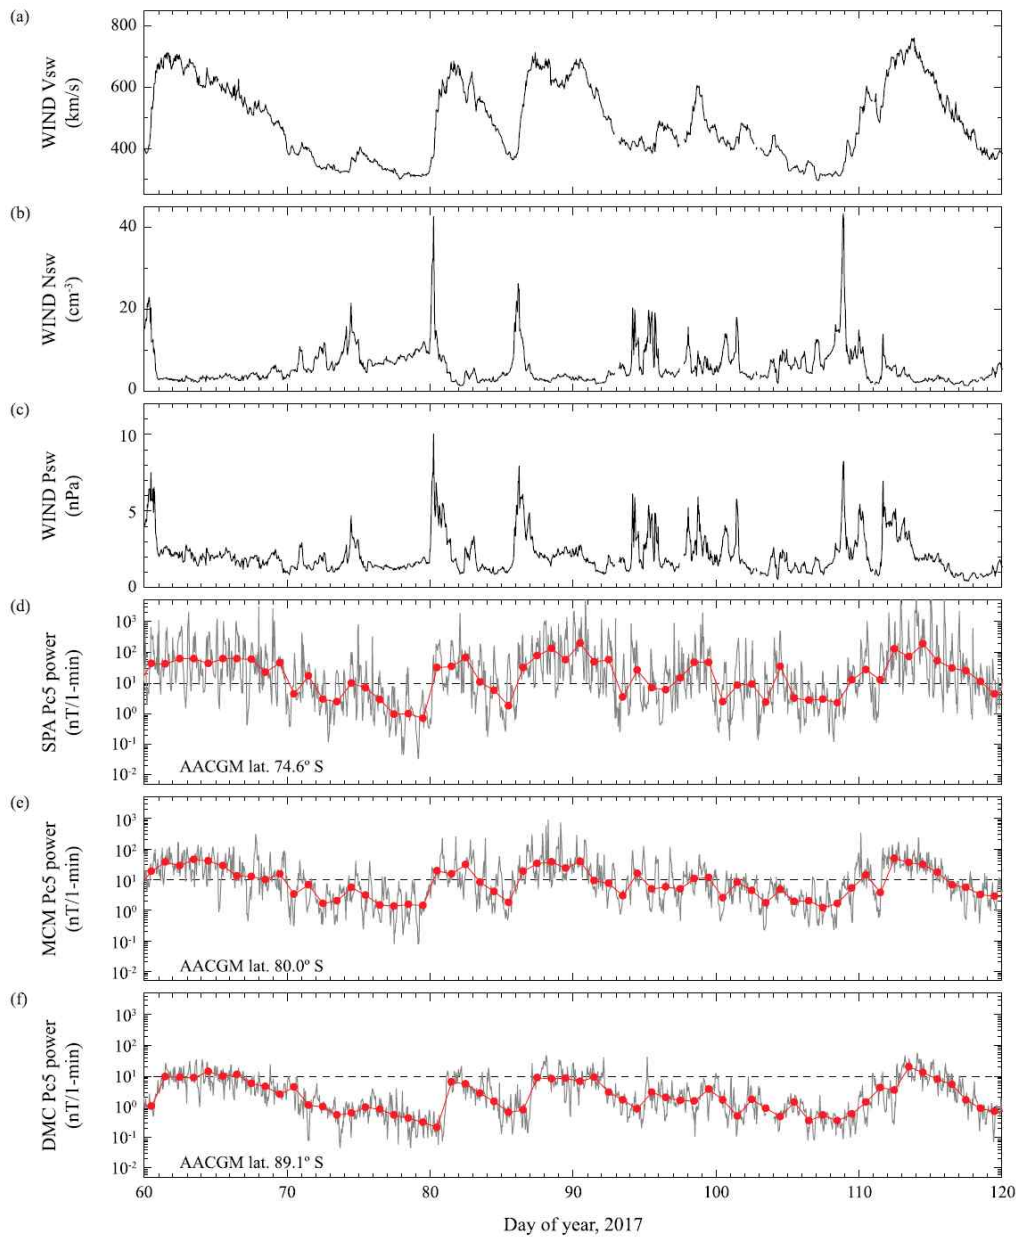 (a)
WIND Vsw
(km/s)
800
600
400
(b)
WIND Nsw
(cm⁻³)
40
20
0
(c)
WIND Psw
(nPa)
10
5
0
(d)
SPA Pc5 power
(nT/1-min)
10³
10²
10¹
10⁰
10⁻¹
10⁻²
AACGM lat. 74.6° S
(e)
MCM Pc5 power
(nT/1-min)
10³
10²
10¹
10⁰
10⁻¹
10⁻²
AACGM lat. 80.0° S
(f)
DMC Pc5 power
(nT/1-min)
10³
10²
10¹
10⁰
10⁻¹
10⁻²
AACGM lat. 89.1° S
60 70 80 90 100 110 120
Day of year, 2017